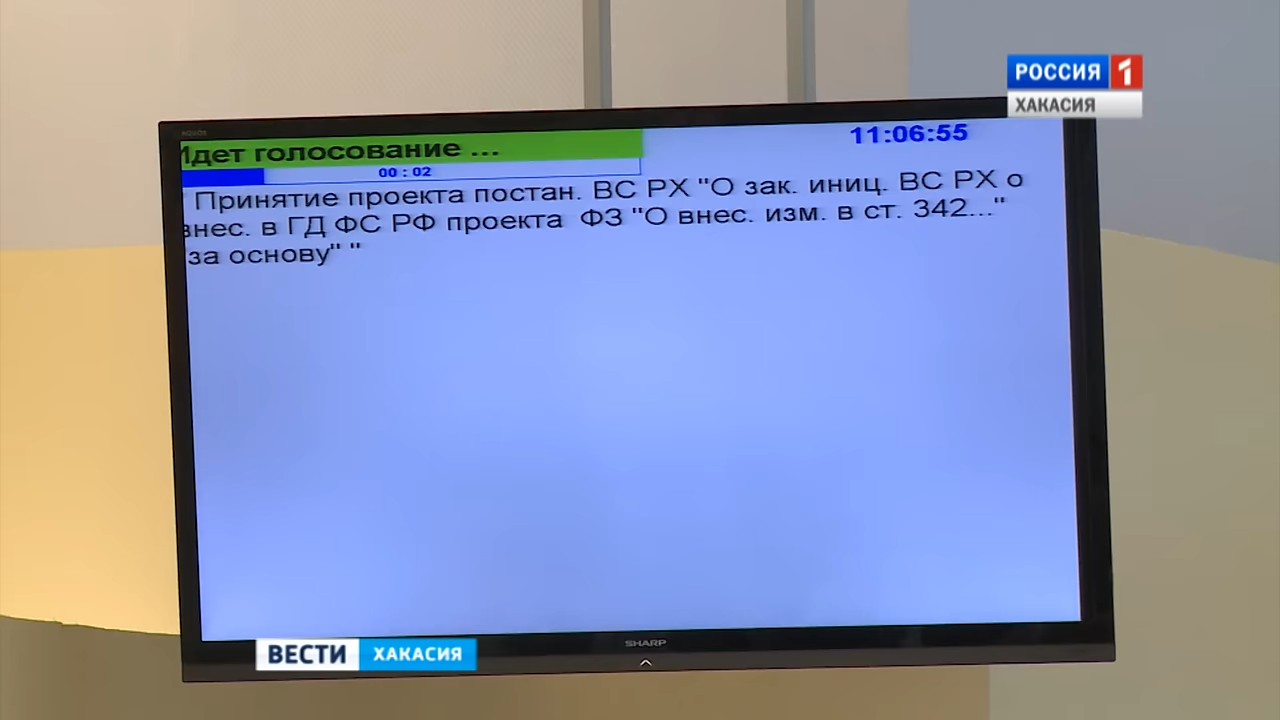 РОССИЯ 1
ХАКАСИЯ
AQUOS
Идет голосование ...
11:06:55
00 : 02
" Принятие проекта постан. ВС РХ "О зак. иниц. ВС РХ о
внес. в ГД ФС РФ проекта ФЗ "О внес. изм. в ст. 342..."
"за основу" "
SHARP
ВЕСТИ ХАКАСИЯ